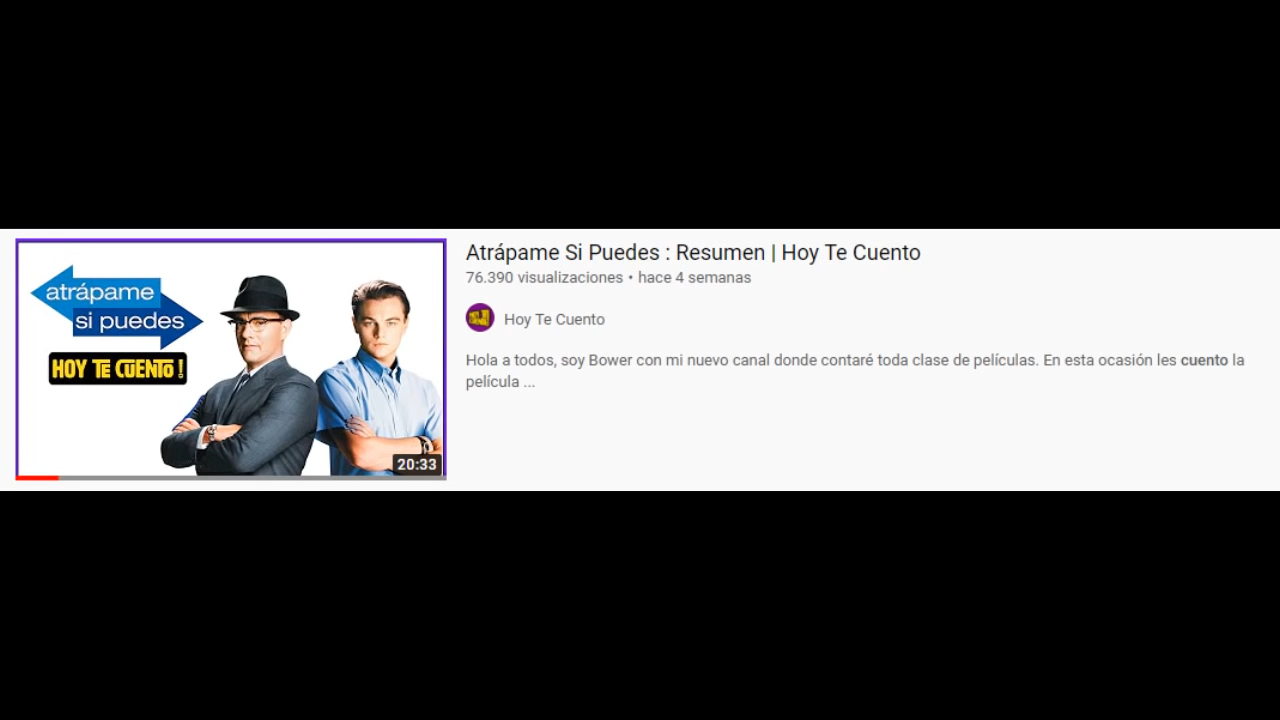 atrápame
si puedes
HOY TE CUENTO!
20:33
Atrápame Si Puedes : Resumen | Hoy Te Cuento
76.390 visualizaciones • hace 4 semanas
Hoy Te Cuento
Hola a todos, soy Bower con mi nuevo canal donde contaré toda clase de películas. En esta ocasión les cuento la
película ...